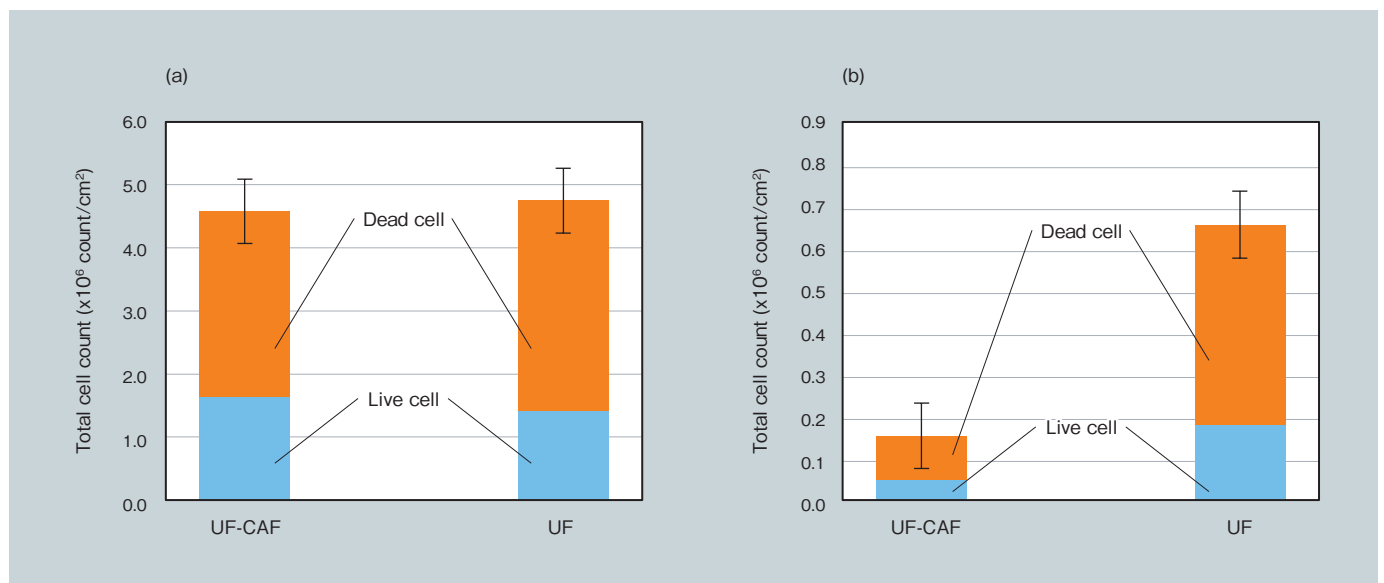 (a)
Total cell count (x10⁶ count/cm²)
6.0
5.0
4.0
3.0
2.0
1.0
0.0
Dead cell
Live cell
UF-CAF
UF
(b)
Total cell count (x10⁶ count/cm²)
0.9
0.8
0.7
0.6
0.5
0.4
0.3
0.2
0.1
0.0
Dead cell
Live cell
UF-CAF
UF